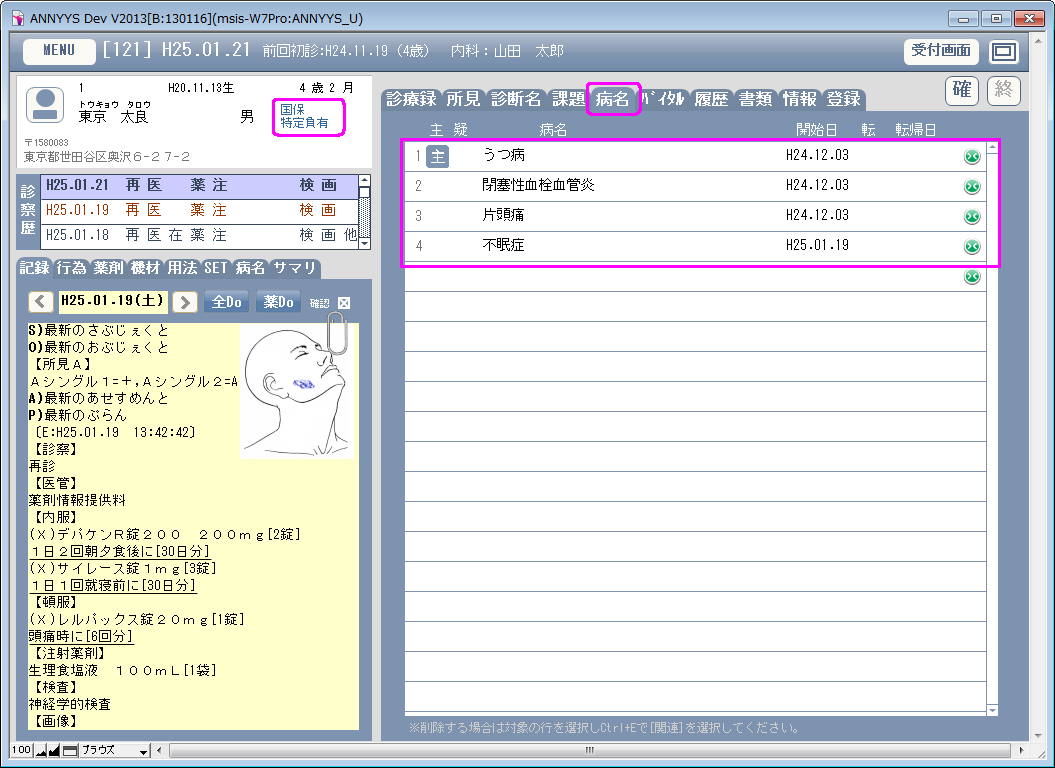 ANNYYS Dev V2013[B:130116](msis-W7Pro:ANNYYS_U)
MENU [121] H25.01.21 前回初診:H24.11.19 (4歳) 内科：山田 太郎 受付画面
1 H20.11.13生 4 歳 2 月
トウキョウ タロウ
東京 太良 男
国保
特定負有
〒1580083
東京都世田谷区奥沢６－２７－２
診察歴
H25.01.21 再 医 薬 注 検 画
H25.01.19 再 医 薬 注 検 画
H25.01.18 再 医 在 薬 注 検 画 他
記録 行為 薬剤 機材 用法 SET 病名 サマリ
H25.01.19(土) 全Do 薬Do 確認
S)最新のさぶじぇくと
O)最新のおぶじぇくと
【所見Ａ】
Ａシングル１=＋,Ａシングル２=A
A)最新のあせすめんと
P)最新のぷらん
[E:H25.01.19 13:42:42]
【診察】
再診
【医管】
薬剤情報提供料
【内服】
(Ｘ)デパケンＲ錠２００ ２００ｍｇ[2錠]
１日２回朝夕食後に[30日分]
(Ｘ)サイレース錠１ｍｇ[3錠]
１日１回就寝前に[30日分]
【頓服】
(Ｘ)レルパックス錠２０ｍｇ[1錠]
頭痛時に[6回分]
【注射薬剤】
生理食塩液 １００ｍＬ[1袋]
【検査】
神経学的検査
【画像】
確 終
診療録 所見 診断名 課題 病名 バイタル 履歴 書類 情報 登録
主 疑 病名 開始日 転 転帰日
1 主 うつ病 H24.12.03
2 閉塞性血栓血管炎 H24.12.03
3 片頭痛 H24.12.03
4 不眠症 H25.01.19
※削除する場合は対象の行を選択しCtrl+Eで[関連]を選択してください。
100 ブラウズ